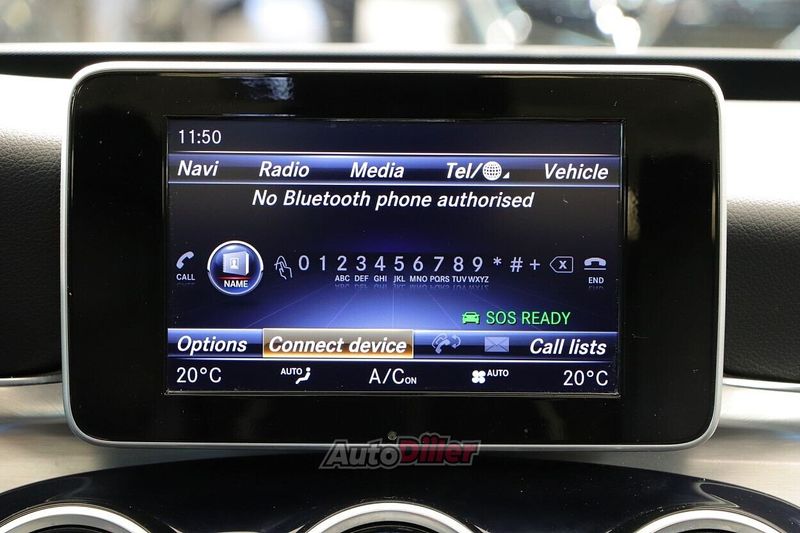 11:50
Navi Radio Media Tel/ Vehicle
No Bluetooth phone authorised
0 1 2 3 4 5 6 7 8 9 * # +
CALL NAME ABC DEF GHI JKL MNO PQRS TUV WXYZ END
SOS READY
Options Connect device Call lists
20°C AUTO A/C ON AUTO 20°C
AutoDiller